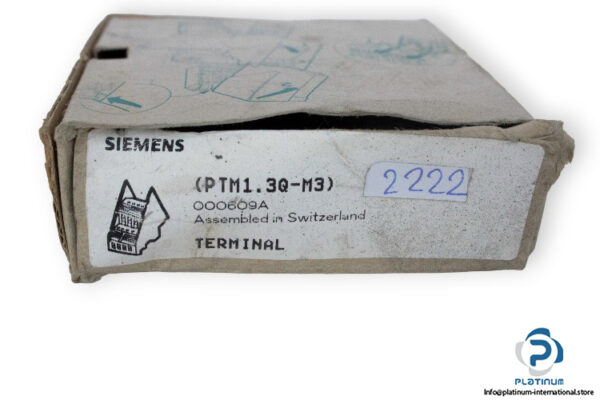 SIEMENS
(PTM1.3Q-M3)
2222
000609A
Assembled in Switzerland
TERMINAL
PLATINUM
Info@platinum-international.store